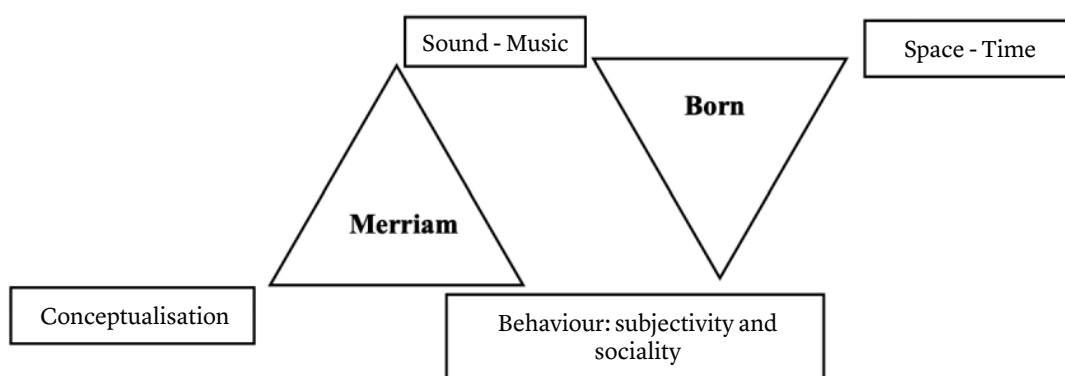 Sound - Music
Space - Time
Born
Merriam
Conceptualisation
Behaviour: subjectivity and
sociality